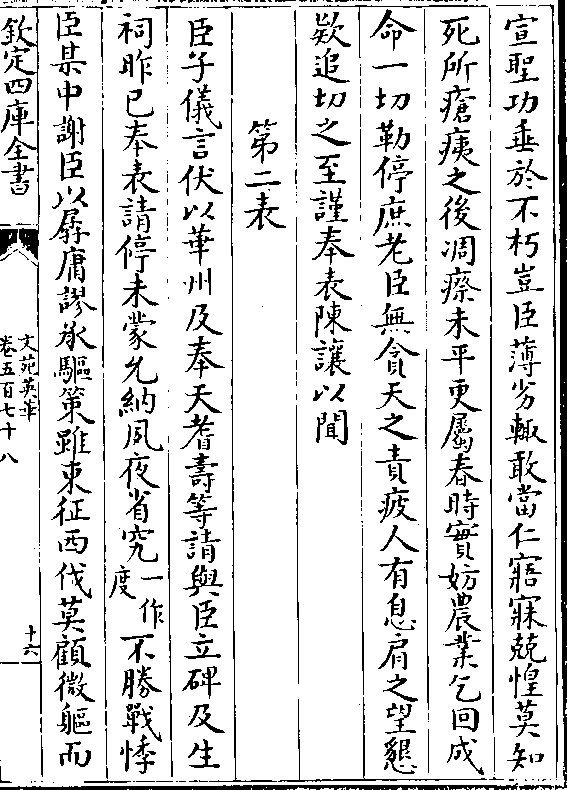 宣聖功垂於不朽豈臣薄劣輙敢當仁寤寐兢惶莫知
死所瘡痍之後凋瘵未平更屬春時實妨農業乞回成
命一切勒停庶老臣無貪天之責疲人有息肩之望懇
欵追切之至謹奉表陳讓以聞
第二表
臣子儀言伏以華州及奉天耆壽等請與臣立碑及生
祠昨已奉表請停未蒙允納夙夜省究一作度不勝戰悸
臣某中謝臣以孱庸謬承驅策雖東征西伐莫顧微軀而
欽定四庫全書
文苑英華
卷五百七十八
十六